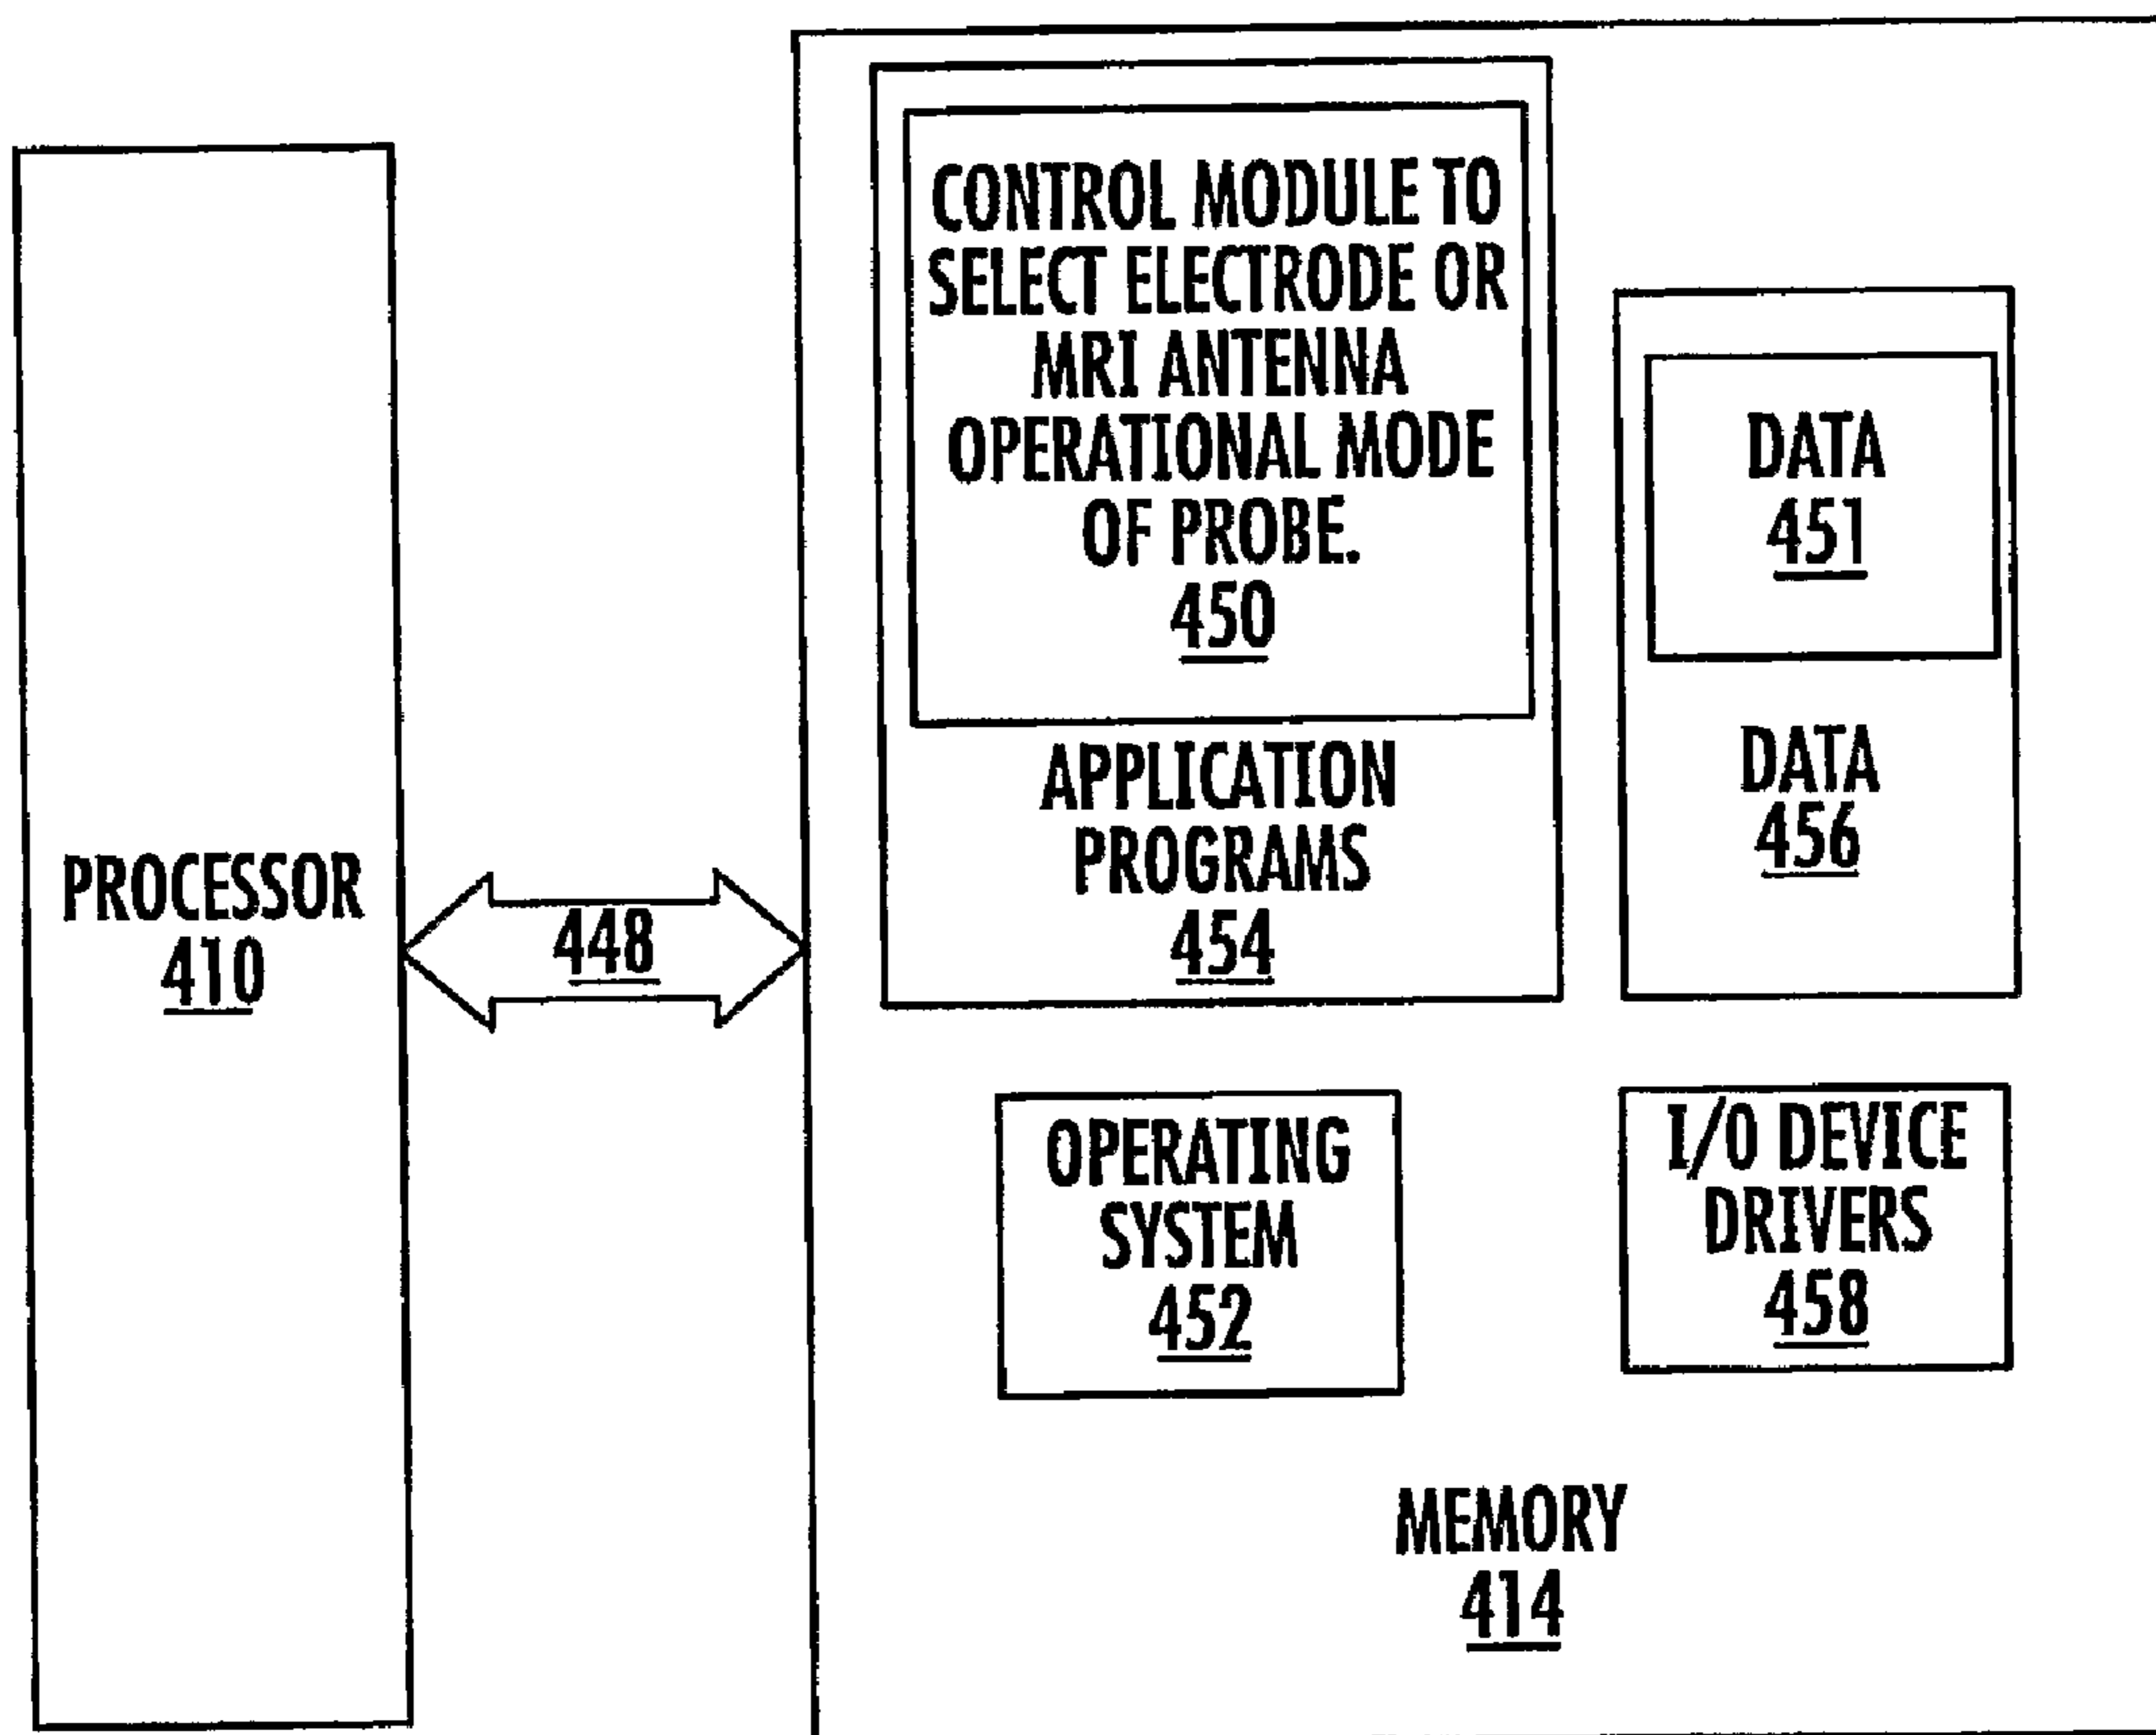 PROCESSOR
410
448
CONTROL MODULE TO
SELECT ELECTRODE OR
MRI ANTENNA
OPERATIONAL MODE
OF PROBE.
450
APPLICATION
PROGRAMS
454
DATA
451
DATA
456
OPERATING
SYSTEM
452
I/O DEVICE
DRIVERS
458
MEMORY
414